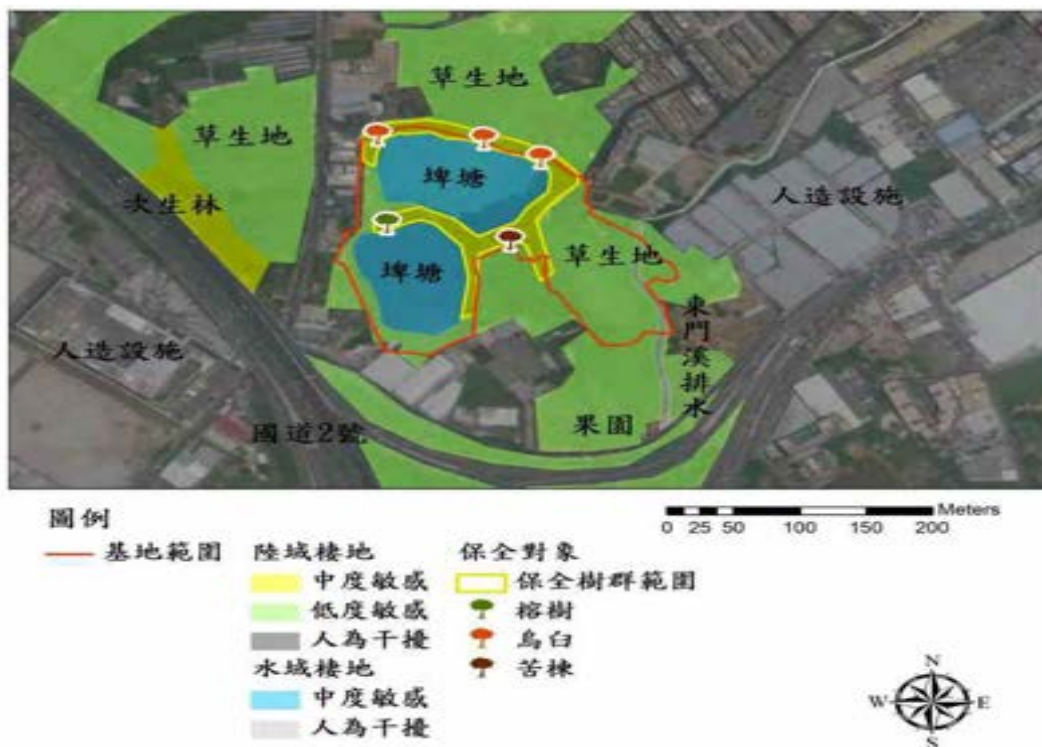 草生地
草生地
埤塘
次生林
人造設施
草生地
埤塘
東門溪排水
人造設施
果園
國道2號
圖例
基地範圍
陸域棲地
中度敏感
低度敏感
人為干擾
水域棲地
中度敏感
人為干擾
保全對象
保全樹群範圍
榕樹
烏臼
苦楝
Meters
0 25 50 100 150 200
N
W E
S